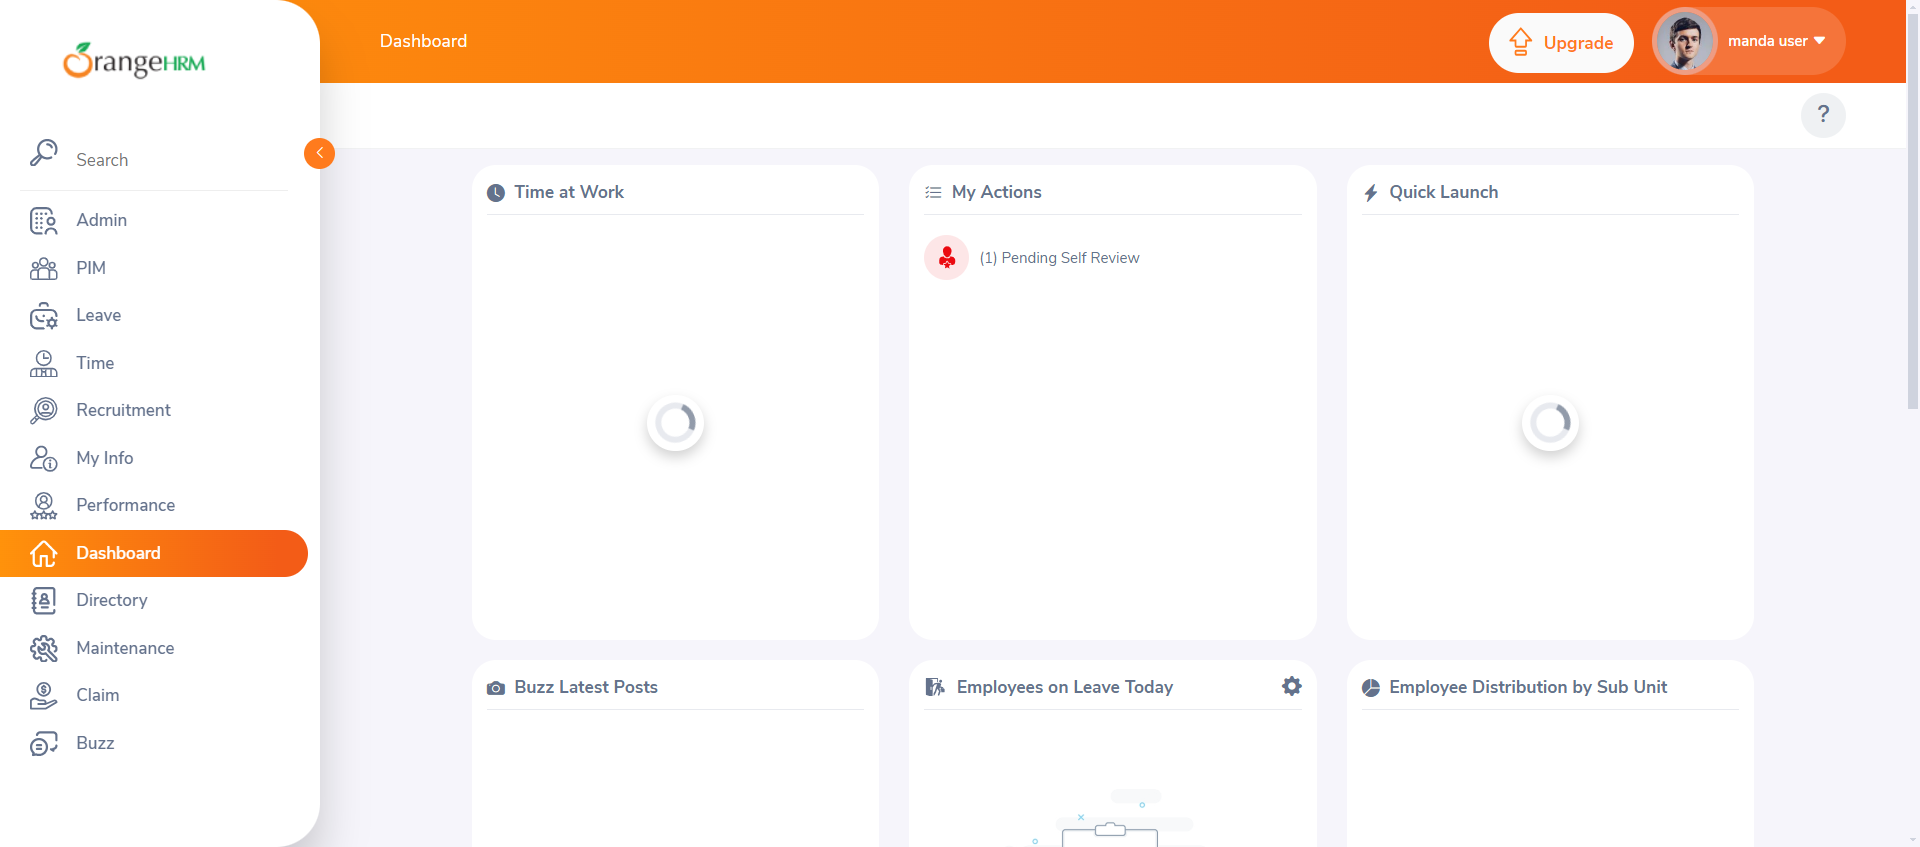 OrangeHRM
Dashboard
Upgrade
manda user
?
Search
Admin
PIM
Leave
Time
Recruitment
My Info
Performance
Dashboard
Directory
Maintenance
Claim
Buzz
Time at Work
My Actions
(1) Pending Self Review
Quick Launch
Buzz Latest Posts
Employees on Leave Today
Employee Distribution by Sub Unit